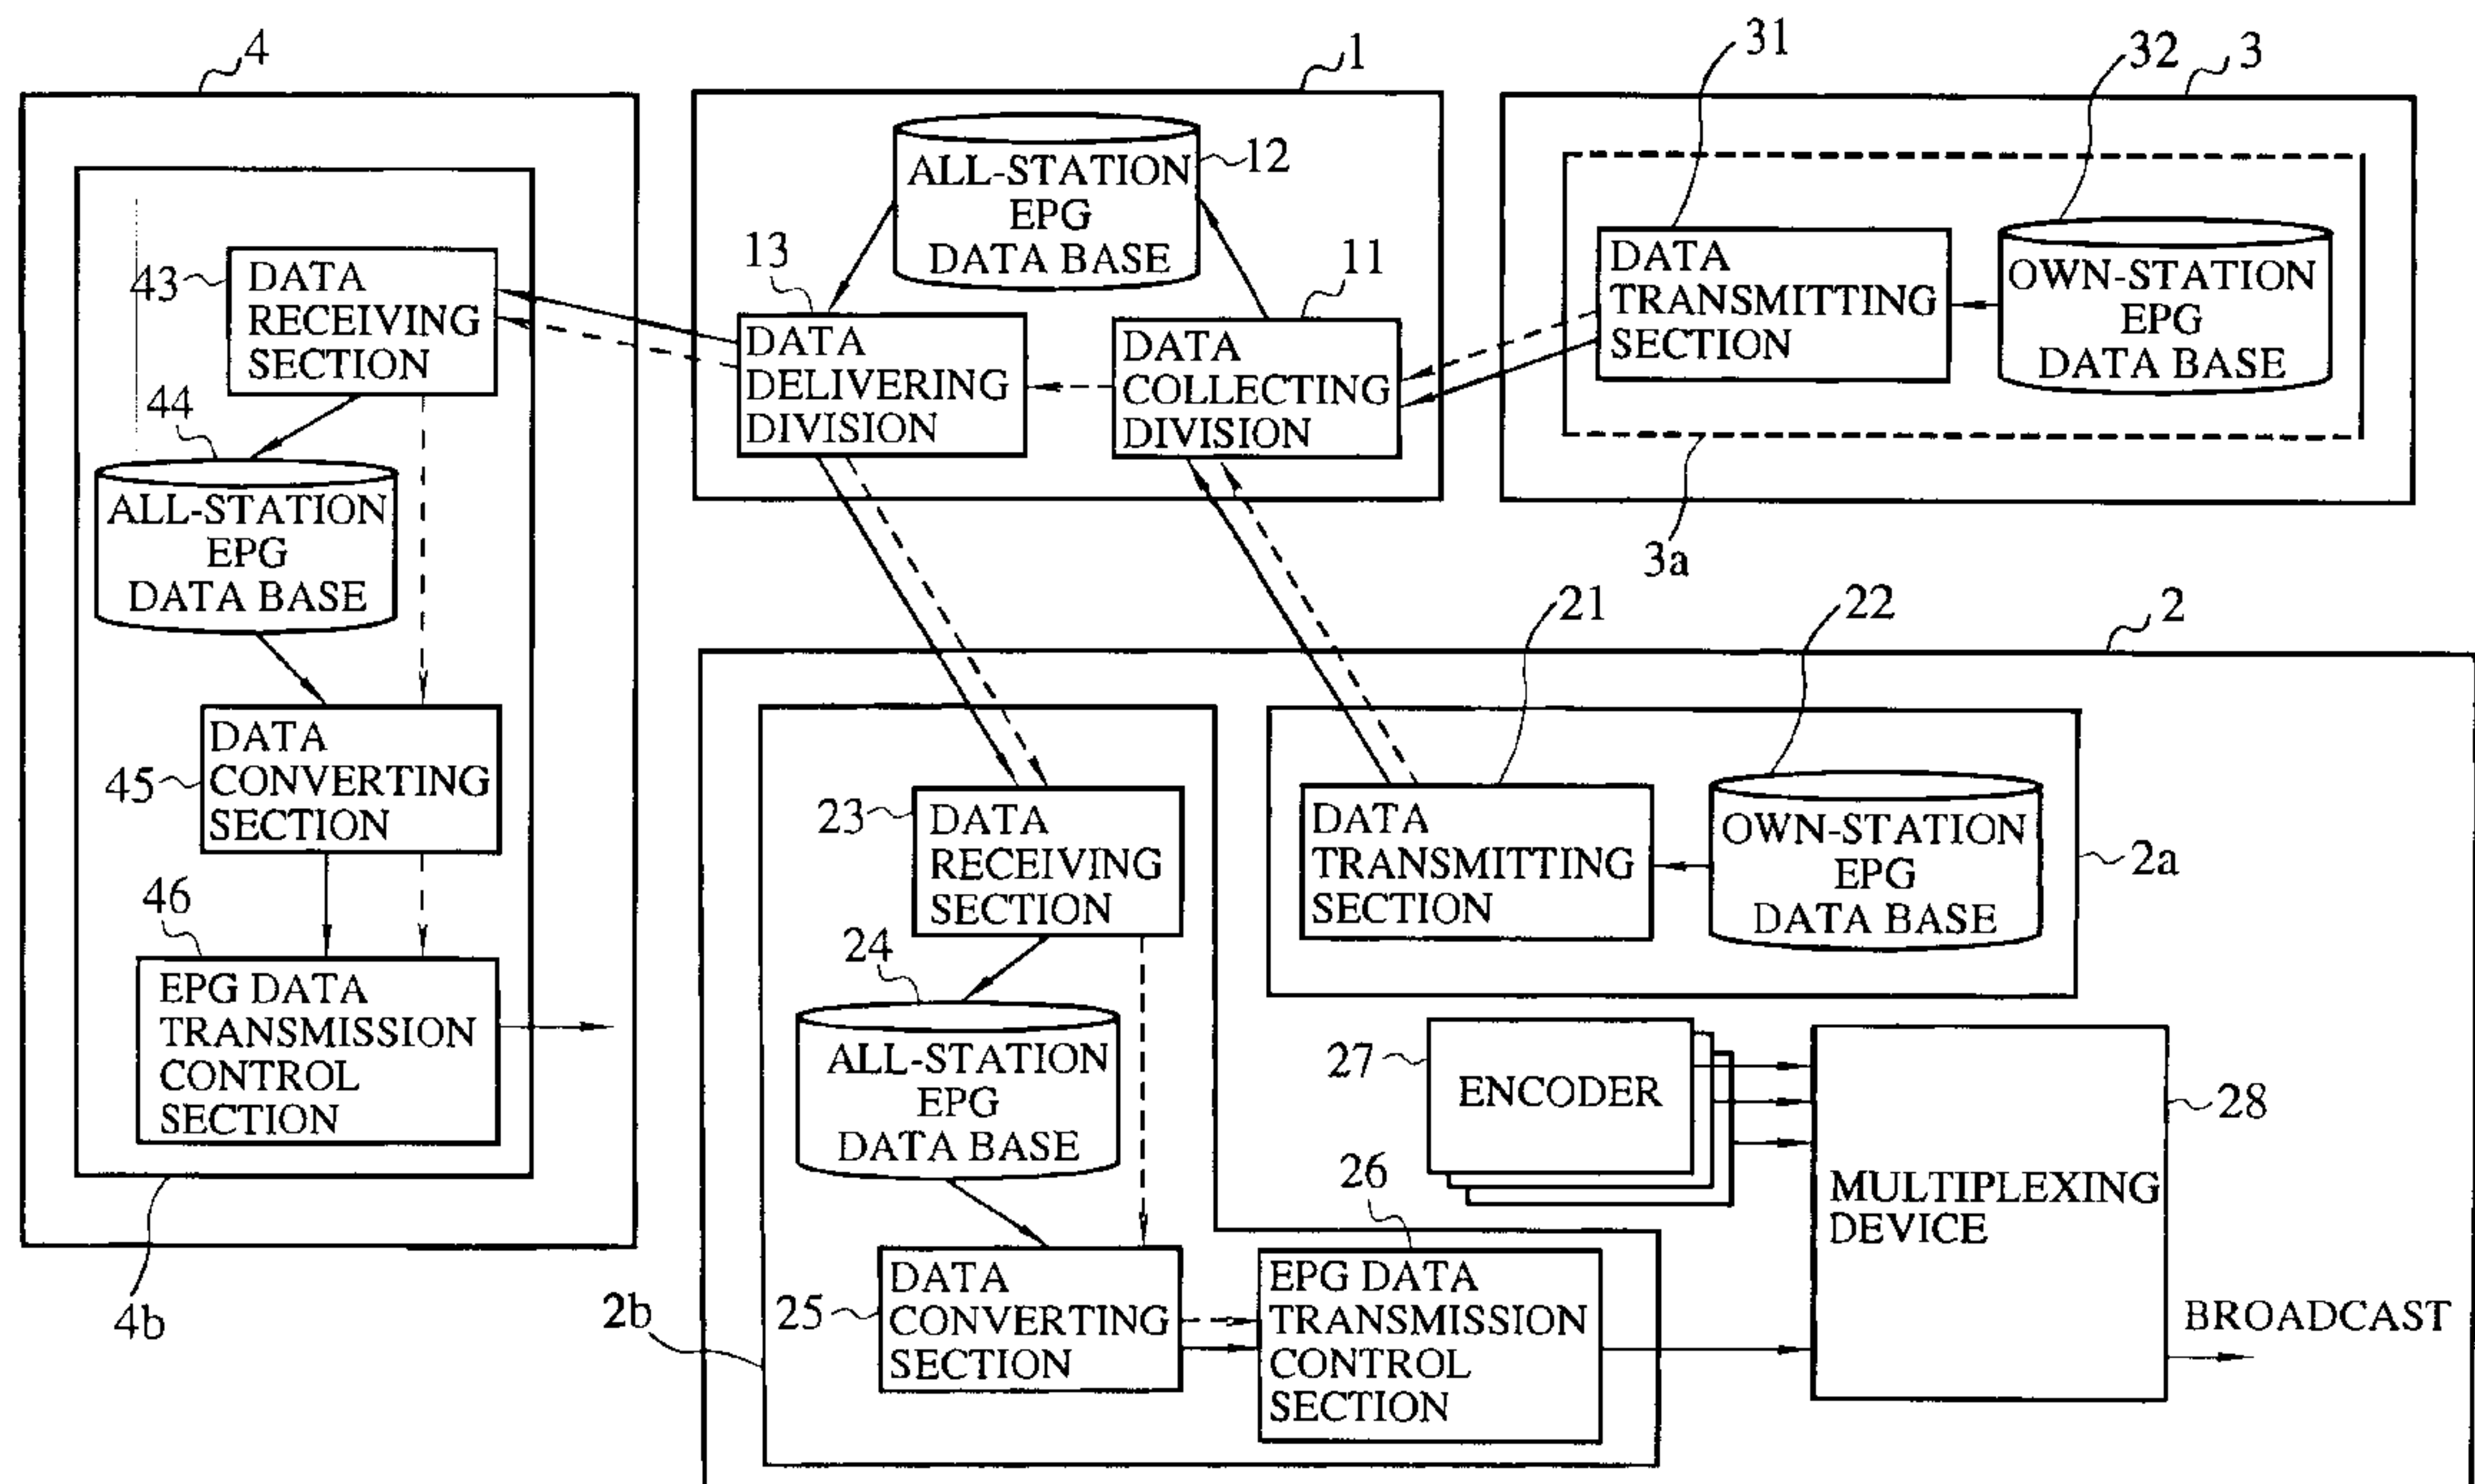 4
43
DATA
RECEIVING
SECTION
44
ALL-STATION
EPG
DATA BASE
45
DATA
CONVERTING
SECTION
46
EPG DATA
TRANSMISSION
CONTROL
SECTION
4b
1
12
ALL-STATION
EPG
DATA BASE
13
DATA
DELIVERING
DIVISION
11
DATA
COLLECTING
DIVISION
3
31
DATA
TRANSMITTING
SECTION
32
OWN-STATION
EPG
DATA BASE
3a
2
21
DATA
TRANSMITTING
SECTION
22
OWN-STATION
EPG
DATA BASE
2a
23
DATA
RECEIVING
SECTION
24
ALL-STATION
EPG
DATA BASE
25
DATA
CONVERTING
SECTION
2b
26
EPG DATA
TRANSMISSION
CONTROL
SECTION
27
ENCODER
28
MULTIPLEXING
DEVICE
BROADCAST